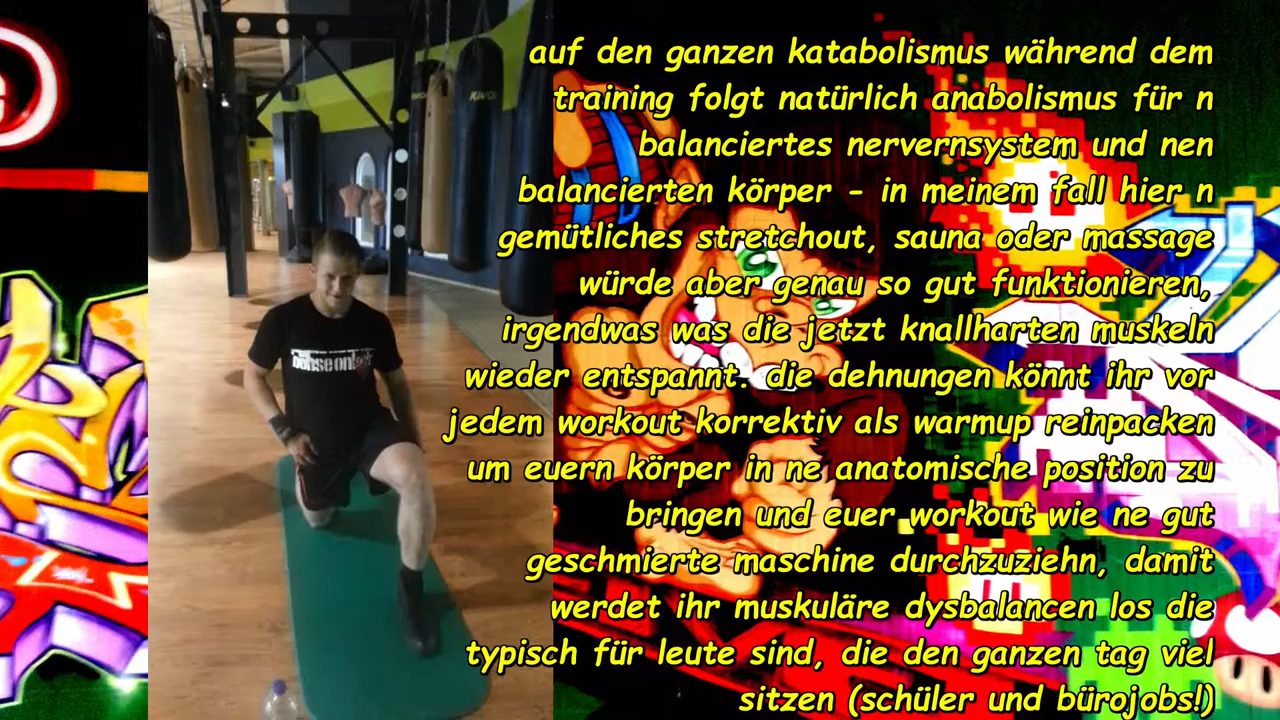 auf den ganzen katabolismus während dem
training folgt natürlich anabolismus für n
balanciertes nervernsystem und nen
balancierten körper - in meinem fall hier n
gemütliches stretchout, sauna oder massage
würde aber genau so gut funktionieren,
irgendwas was die jetzt knallharten muskeln
wieder entspannt. die dehnungen könnt ihr vor
jedem workout korrektiv als warmup reinpacken
um euern körper in ne anatomische position zu
bringen und euer workout wie ne gut
geschmierte maschine durchzuziehn, damit
werdet ihr muskuläre dysbalancen los die
typisch für leute sind, die den ganzen tag viel
sitzen (schüler und bürojobs!)